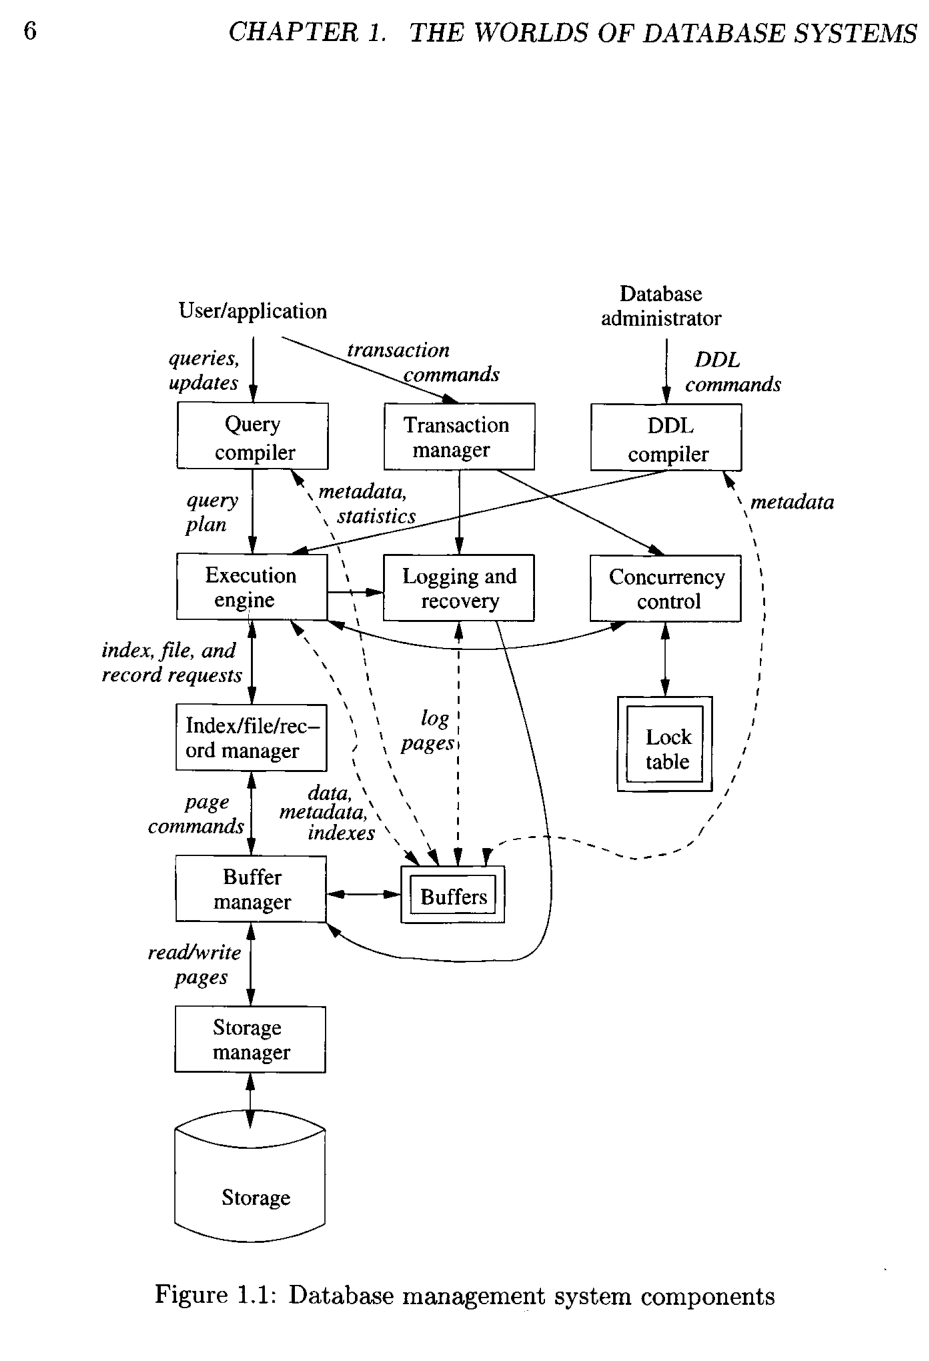 6
CHAPTER 1. THE WORLDS OF DATABASE SYSTEMS
User/application
Database
administrator
queries,
updates
transaction
commands
DDL
commands
Query
compiler
Transaction
manager
DDL
compiler
query
plan
metadata,
statistics
metadata
Execution
engine
Logging and
recovery
Concurrency
control
index, file, and
record requests
Index/file/rec–
ord manager
log
pages
Lock
table
page
commands
data,
metadata,
indexes
Buffer
manager
Buffers
read/write
pages
Storage
manager
Storage
Figure 1.1: Database management system components